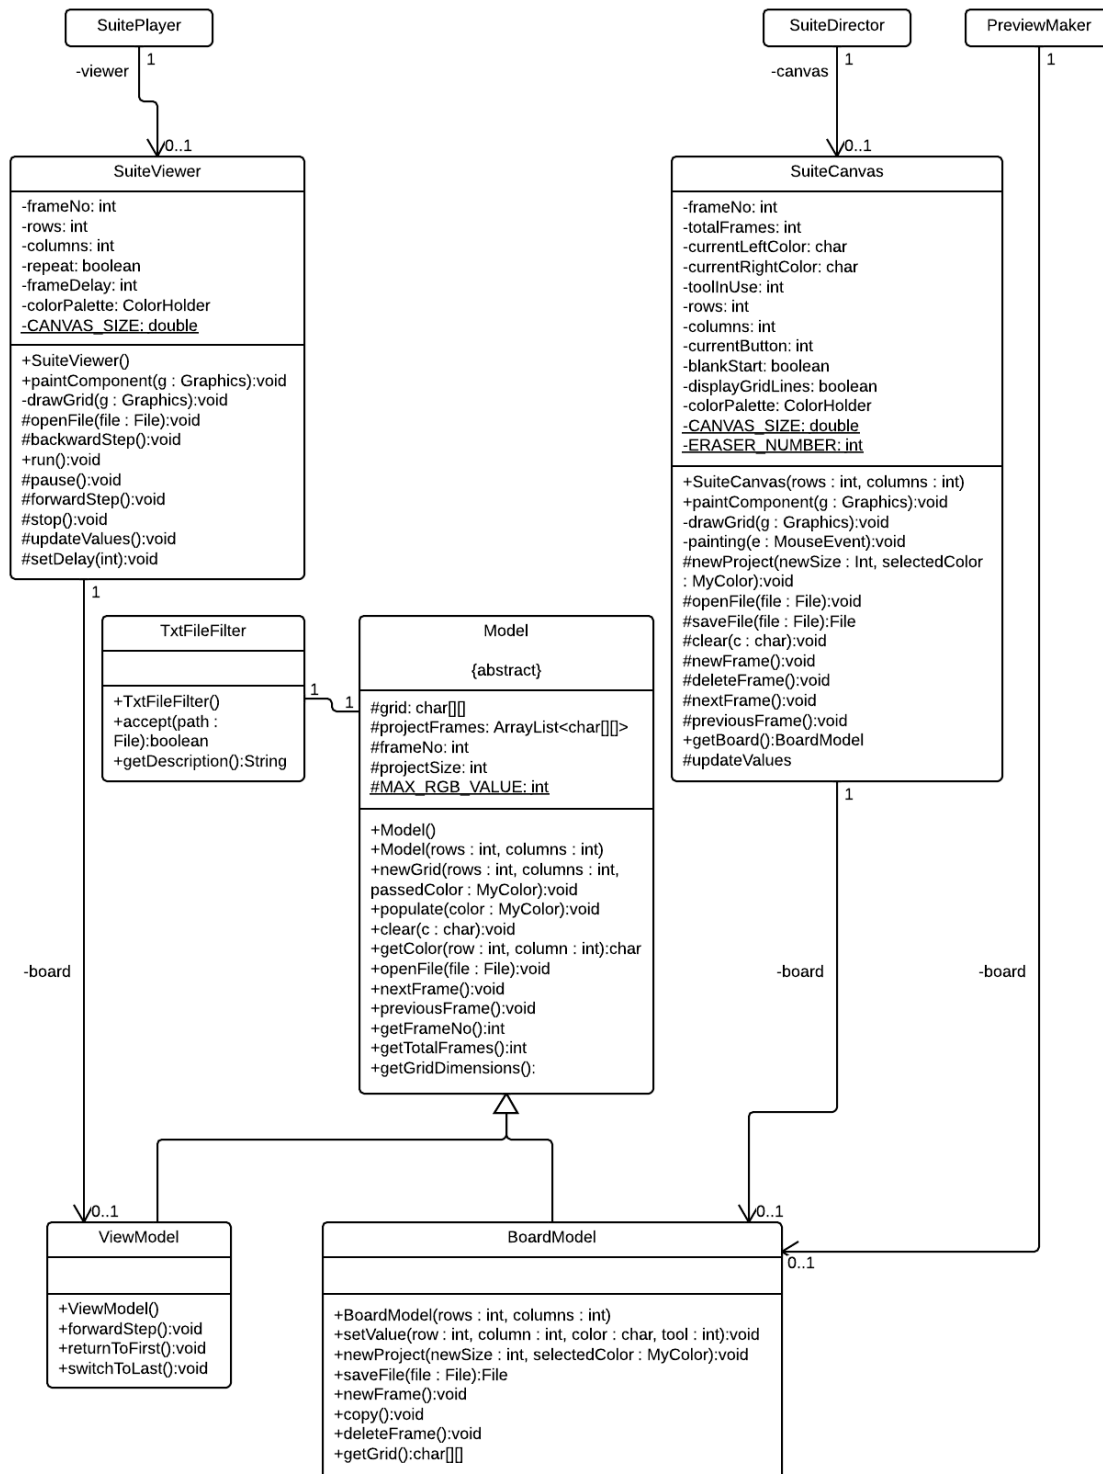 SuitePlayer
SuiteDirector
PreviewMaker
1
-viewer
1
-canvas
1
0..1
0..1
SuiteViewer
-frameNo: int
-rows: int
-columns: int
-repeat: boolean
-frameDelay: int
-colorPalette: ColorHolder
-CANVAS_SIZE: double
+SuiteViewer()
+paintComponent(g : Graphics):void
-drawGrid(g : Graphics):void
#openFile(file : File):void
#backwardStep():void
+run():void
#pause():void
#forwardStep():void
#stop():void
#updateValues():void
#setDelay(int):void
1
SuiteCanvas
-frameNo: int
-totalFrames: int
-currentLeftColor: char
-currentRightColor: char
-toolInUse: int
-rows: int
-columns: int
-currentButton: int
-blankStart: boolean
-displayGridLines: boolean
-colorPalette: ColorHolder
-CANVAS_SIZE: double
-ERASER_NUMBER: int
+SuiteCanvas(rows : int, columns : int)
+paintComponent(g : Graphics):void
-drawGrid(g : Graphics):void
-painting(e : MouseEvent):void
#newProject(newSize : Int, selectedColor
: MyColor):void
#openFile(file : File):void
#saveFile(file : File):File
#clear(c : char):void
#newFrame():void
#deleteFrame():void
#nextFrame():void
#previousFrame():void
+getBoard():BoardModel
#updateValues
1
TxtFileFilter
+TxtFileFilter()
+accept(path :
File):boolean
+getDescription():String
1
1
Model
{abstract}
#grid: char[][]
#projectFrames: ArrayList<char[][]>
#frameNo: int
#projectSize: int
#MAX_RGB_VALUE: int
+Model()
+Model(rows : int, columns : int)
+newGrid(rows : int, columns : int,
passedColor : MyColor):void
+populate(color : MyColor):void
+clear(c : char):void
+getColor(row : int, column : int):char
+openFile(file : File):void
+nextFrame():void
+previousFrame():void
+getFrameNo():int
+getTotalFrames():int
+getGridDimensions():
-board
-board
-board
0..1
0..1
0..1
ViewModel
+ViewModel()
+forwardStep():void
+returnToFirst():void
+switchToLast():void
BoardModel
+BoardModel(rows : int, columns : int)
+setValue(row : int, column : int, color : char, tool : int):void
+newProject(newSize : int, selectedColor : MyColor):void
+saveFile(file : File):File
+newFrame():void
+copy():void
+deleteFrame():void
+getGrid():char[][]